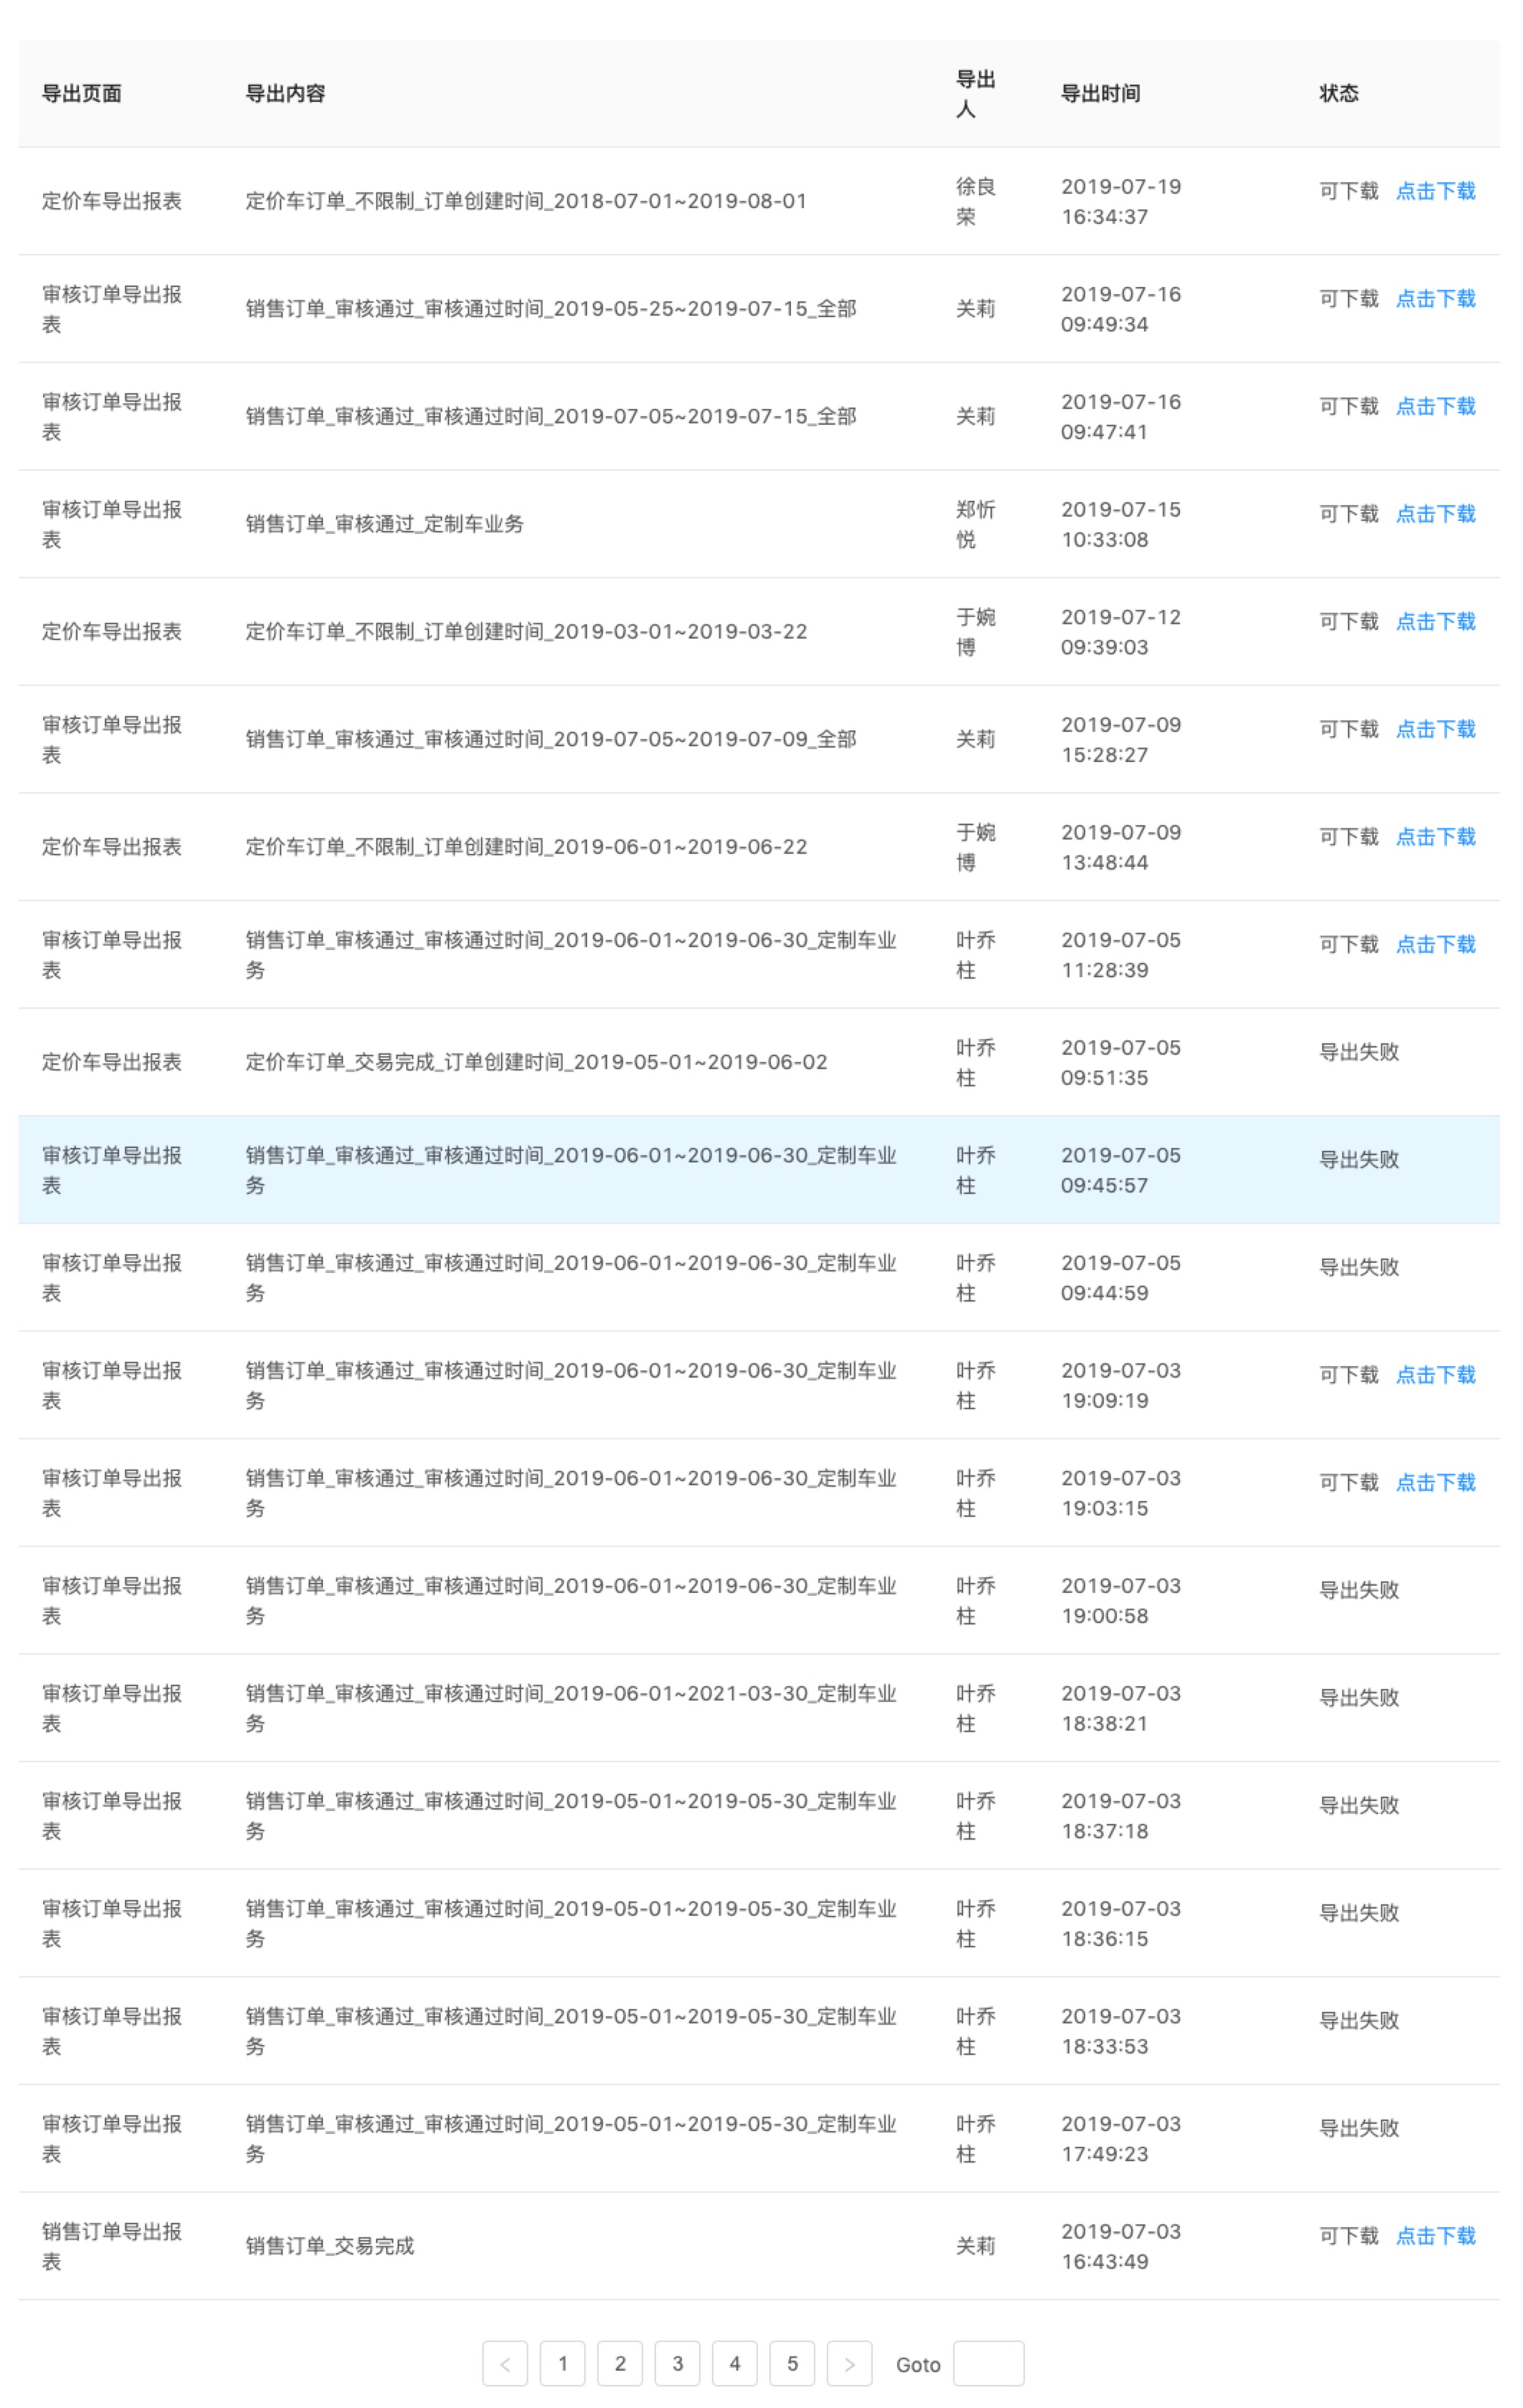 导出页面 导出内容 导出人 导出时间 状态
定价车导出报表 定价车订单_不限制_订单创建时间_2018-07-01~2019-08-01 徐良荣 2019-07-19 16:34:37 可下载 点击下载
审核订单导出报表 销售订单_审核通过_审核通过时间_2019-05-25~2019-07-15_全部 关莉 2019-07-16 09:49:34 可下载 点击下载
审核订单导出报表 销售订单_审核通过_审核通过时间_2019-07-05~2019-07-15_全部 关莉 2019-07-16 09:47:41 可下载 点击下载
审核订单导出报表 销售订单_审核通过_定制车业务 郑忻悦 2019-07-15 10:33:08 可下载 点击下载
定价车导出报表 定价车订单_不限制_订单创建时间_2019-03-01~2019-03-22 于婉博 2019-07-12 09:39:03 可下载 点击下载
审核订单导出报表 销售订单_审核通过_审核通过时间_2019-07-05~2019-07-09_全部 关莉 2019-07-09 15:28:27 可下载 点击下载
定价车导出报表 定价车订单_不限制_订单创建时间_2019-06-01~2019-06-22 于婉博 2019-07-09 13:48:44 可下载 点击下载
审核订单导出报表 销售订单_审核通过_审核通过时间_2019-06-01~2019-06-30_定制车业务 叶乔柱 2019-07-05 11:28:39 可下载 点击下载
定价车导出报表 定价车订单_交易完成_订单创建时间_2019-05-01~2019-06-02 叶乔柱 2019-07-05 09:51:35 导出失败
审核订单导出报表 销售订单_审核通过_审核通过时间_2019-06-01~2019-06-30_定制车业务 叶乔柱 2019-07-05 09:45:57 导出失败
审核订单导出报表 销售订单_审核通过_审核通过时间_2019-06-01~2019-06-30_定制车业务 叶乔柱 2019-07-05 09:44:59 导出失败
审核订单导出报表 销售订单_审核通过_审核通过时间_2019-06-01~2019-06-30_定制车业务 叶乔柱 2019-07-03 19:09:19 可下载 点击下载
审核订单导出报表 销售订单_审核通过_审核通过时间_2019-06-01~2019-06-30_定制车业务 叶乔柱 2019-07-03 19:03:15 可下载 点击下载
审核订单导出报表 销售订单_审核通过_审核通过时间_2019-06-01~2019-06-30_定制车业务 叶乔柱 2019-07-03 19:00:58 导出失败
审核订单导出报表 销售订单_审核通过_审核通过时间_2019-06-01~2021-03-30_定制车业务 叶乔柱 2019-07-03 18:38:21 导出失败
审核订单导出报表 销售订单_审核通过_审核通过时间_2019-05-01~2019-05-30_定制车业务 叶乔柱 2019-07-03 18:37:18 导出失败
审核订单导出报表 销售订单_审核通过_审核通过时间_2019-05-01~2019-05-30_定制车业务 叶乔柱 2019-07-03 18:36:15 导出失败
审核订单导出报表 销售订单_审核通过_审核通过时间_2019-05-01~2019-05-30_定制车业务 叶乔柱 2019-07-03 18:33:53 导出失败
审核订单导出报表 销售订单_审核通过_审核通过时间_2019-05-01~2019-05-30_定制车业务 叶乔柱 2019-07-03 17:49:23 导出失败
销售订单导出报表 销售订单_交易完成 关莉 2019-07-03 16:43:49 可下载 点击下载
< 1 2 3 4 5 > Goto